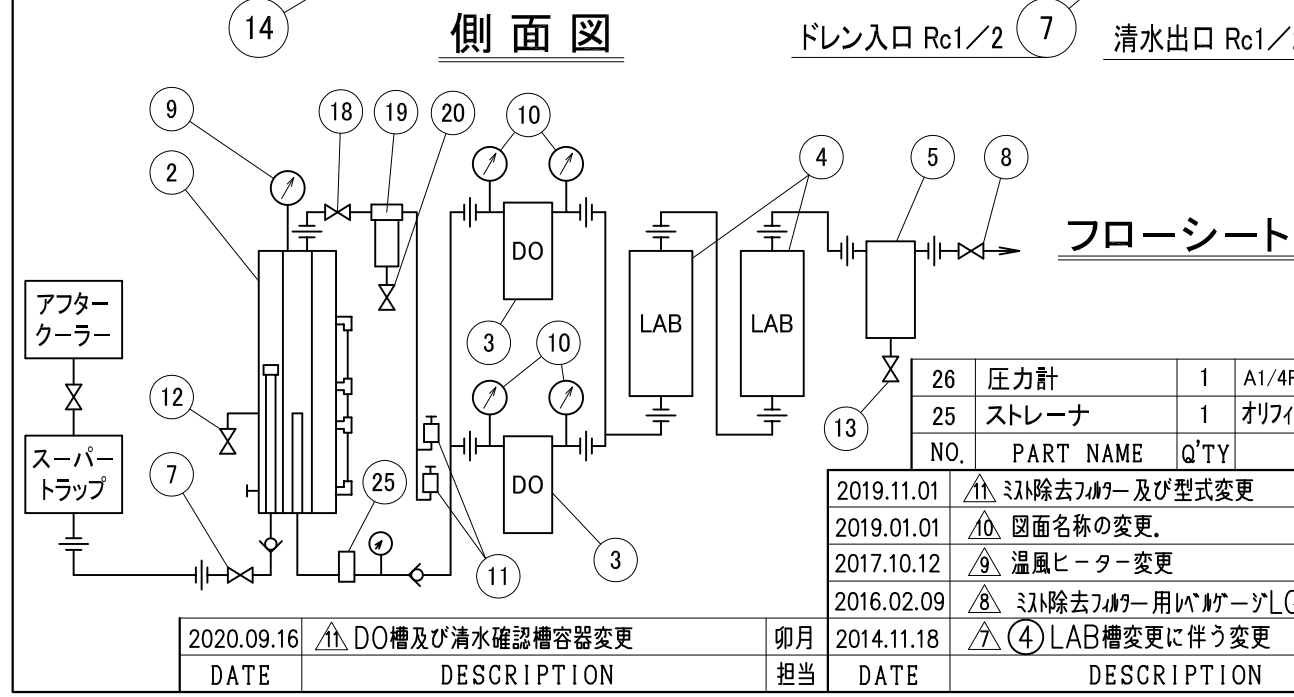 14
側面図
ドレン入口 Rc1/2
7
清水出口 Rc1/
9
18
19
20
10
2
4
5
8
フローシート
DO
3
10
LAB
LAB
アフター
クーラー
12
13
スーパー
トラップ
7
25
DO
11
3
26 圧力計 1 A1/4
25 ストレーナ 1 オリフィ
NO. PART NAME Q'TY
2019.11.01 11 ミスト除去フィルター及び型式変更
2019.01.01 10 図面名称の変更.
2017.10.12 9 温風ヒーター変更
2016.02.09 8 ミスト除去フィルター用レベルゲージ
2020.09.16 11 DO槽及び清水確認槽容器変更 卯月 2014.11.18 7 4 LAB槽変更に伴う変更
DATE DESCRIPTION 担当 DATE DESCRIPTION